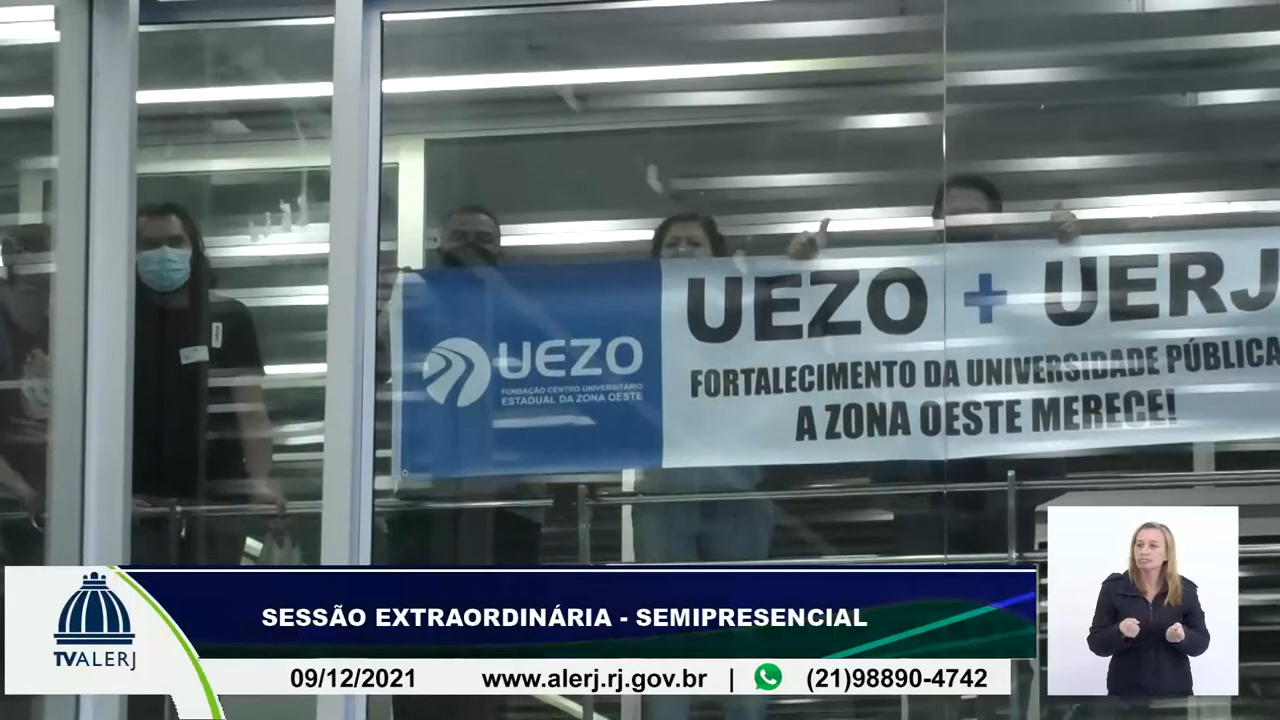 UEZO + UERJ
FORTALECIMENTO DA UNIVERSIDADE PÚBLICA
A ZONA OESTE MERECE!
UEZO
FUNDAÇÃO CENTRO UNIVERSITÁRIO
ESTADUAL DA ZONA OESTE
SESSÃO EXTRAORDINÁRIA - SEMIPRESENCIAL
TVALERJ
09/12/2021 www.alerj.rj.gov.br | (21)98890-4742